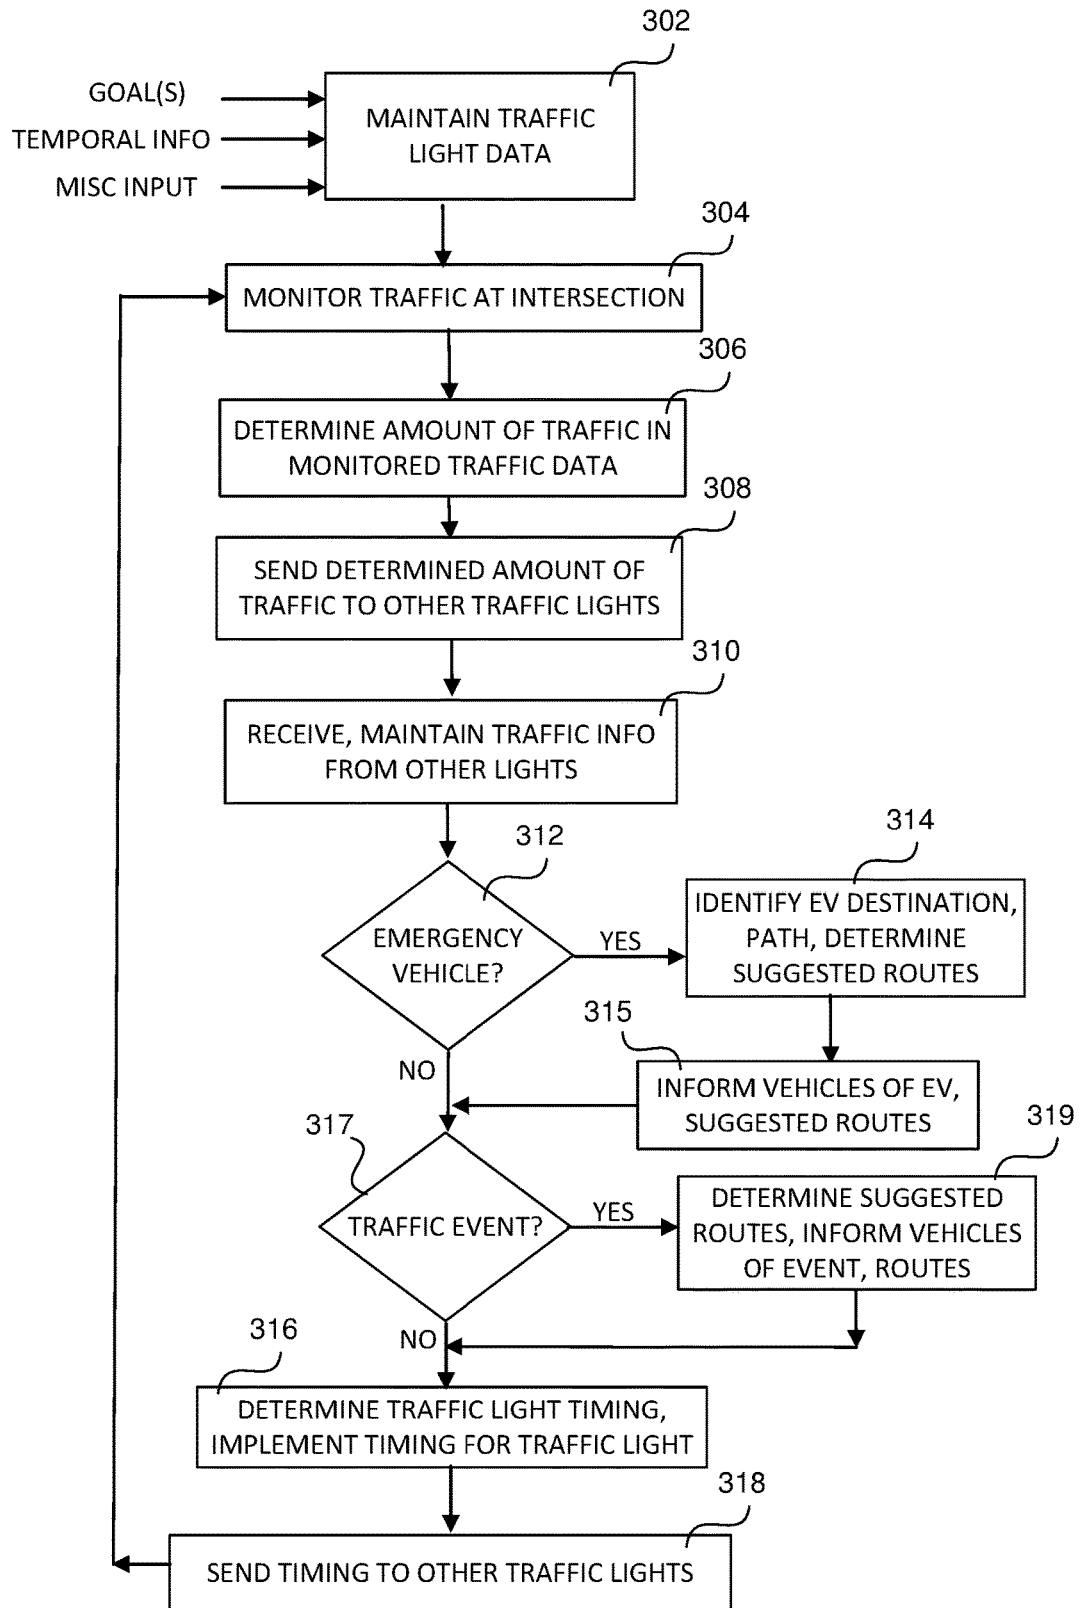 302
GOAL(S)
TEMPORAL INFO
MISC INPUT
MAINTAIN TRAFFIC
LIGHT DATA
304
MONITOR TRAFFIC AT INTERSECTION
306
DETERMINE AMOUNT OF TRAFFIC IN
MONITORED TRAFFIC DATA
308
SEND DETERMINED AMOUNT OF
TRAFFIC TO OTHER TRAFFIC LIGHTS
310
RECEIVE, MAINTAIN TRAFFIC INFO
FROM OTHER LIGHTS
312
EMERGENCY
VEHICLE?
YES
314
IDENTIFY EV DESTINATION,
PATH, DETERMINE
SUGGESTED ROUTES
NO
315
INFORM VEHICLES OF EV,
SUGGESTED ROUTES
317
TRAFFIC EVENT?
YES
319
DETERMINE SUGGESTED
ROUTES, INFORM VEHICLES
OF EVENT, ROUTES
NO
316
DETERMINE TRAFFIC LIGHT TIMING,
IMPLEMENT TIMING FOR TRAFFIC LIGHT
318
SEND TIMING TO OTHER TRAFFIC LIGHTS